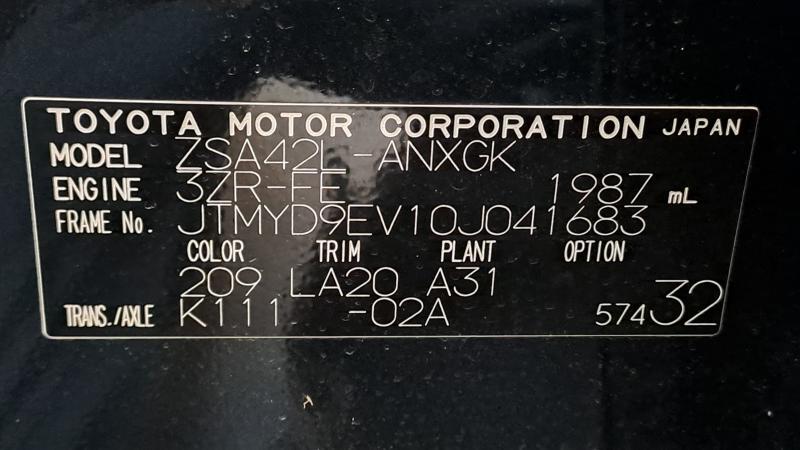 TOYOTA MOTOR CORPORATION JAPAN
MODEL ZSA42L-ANXGK
ENGINE 3ZR-FE 1987 mL
FRAME No. JTMYD9EV10J041683
COLOR TRIM PLANT OPTION
209 LA20 A31
TRANS./AXLE K111 -02A 57432